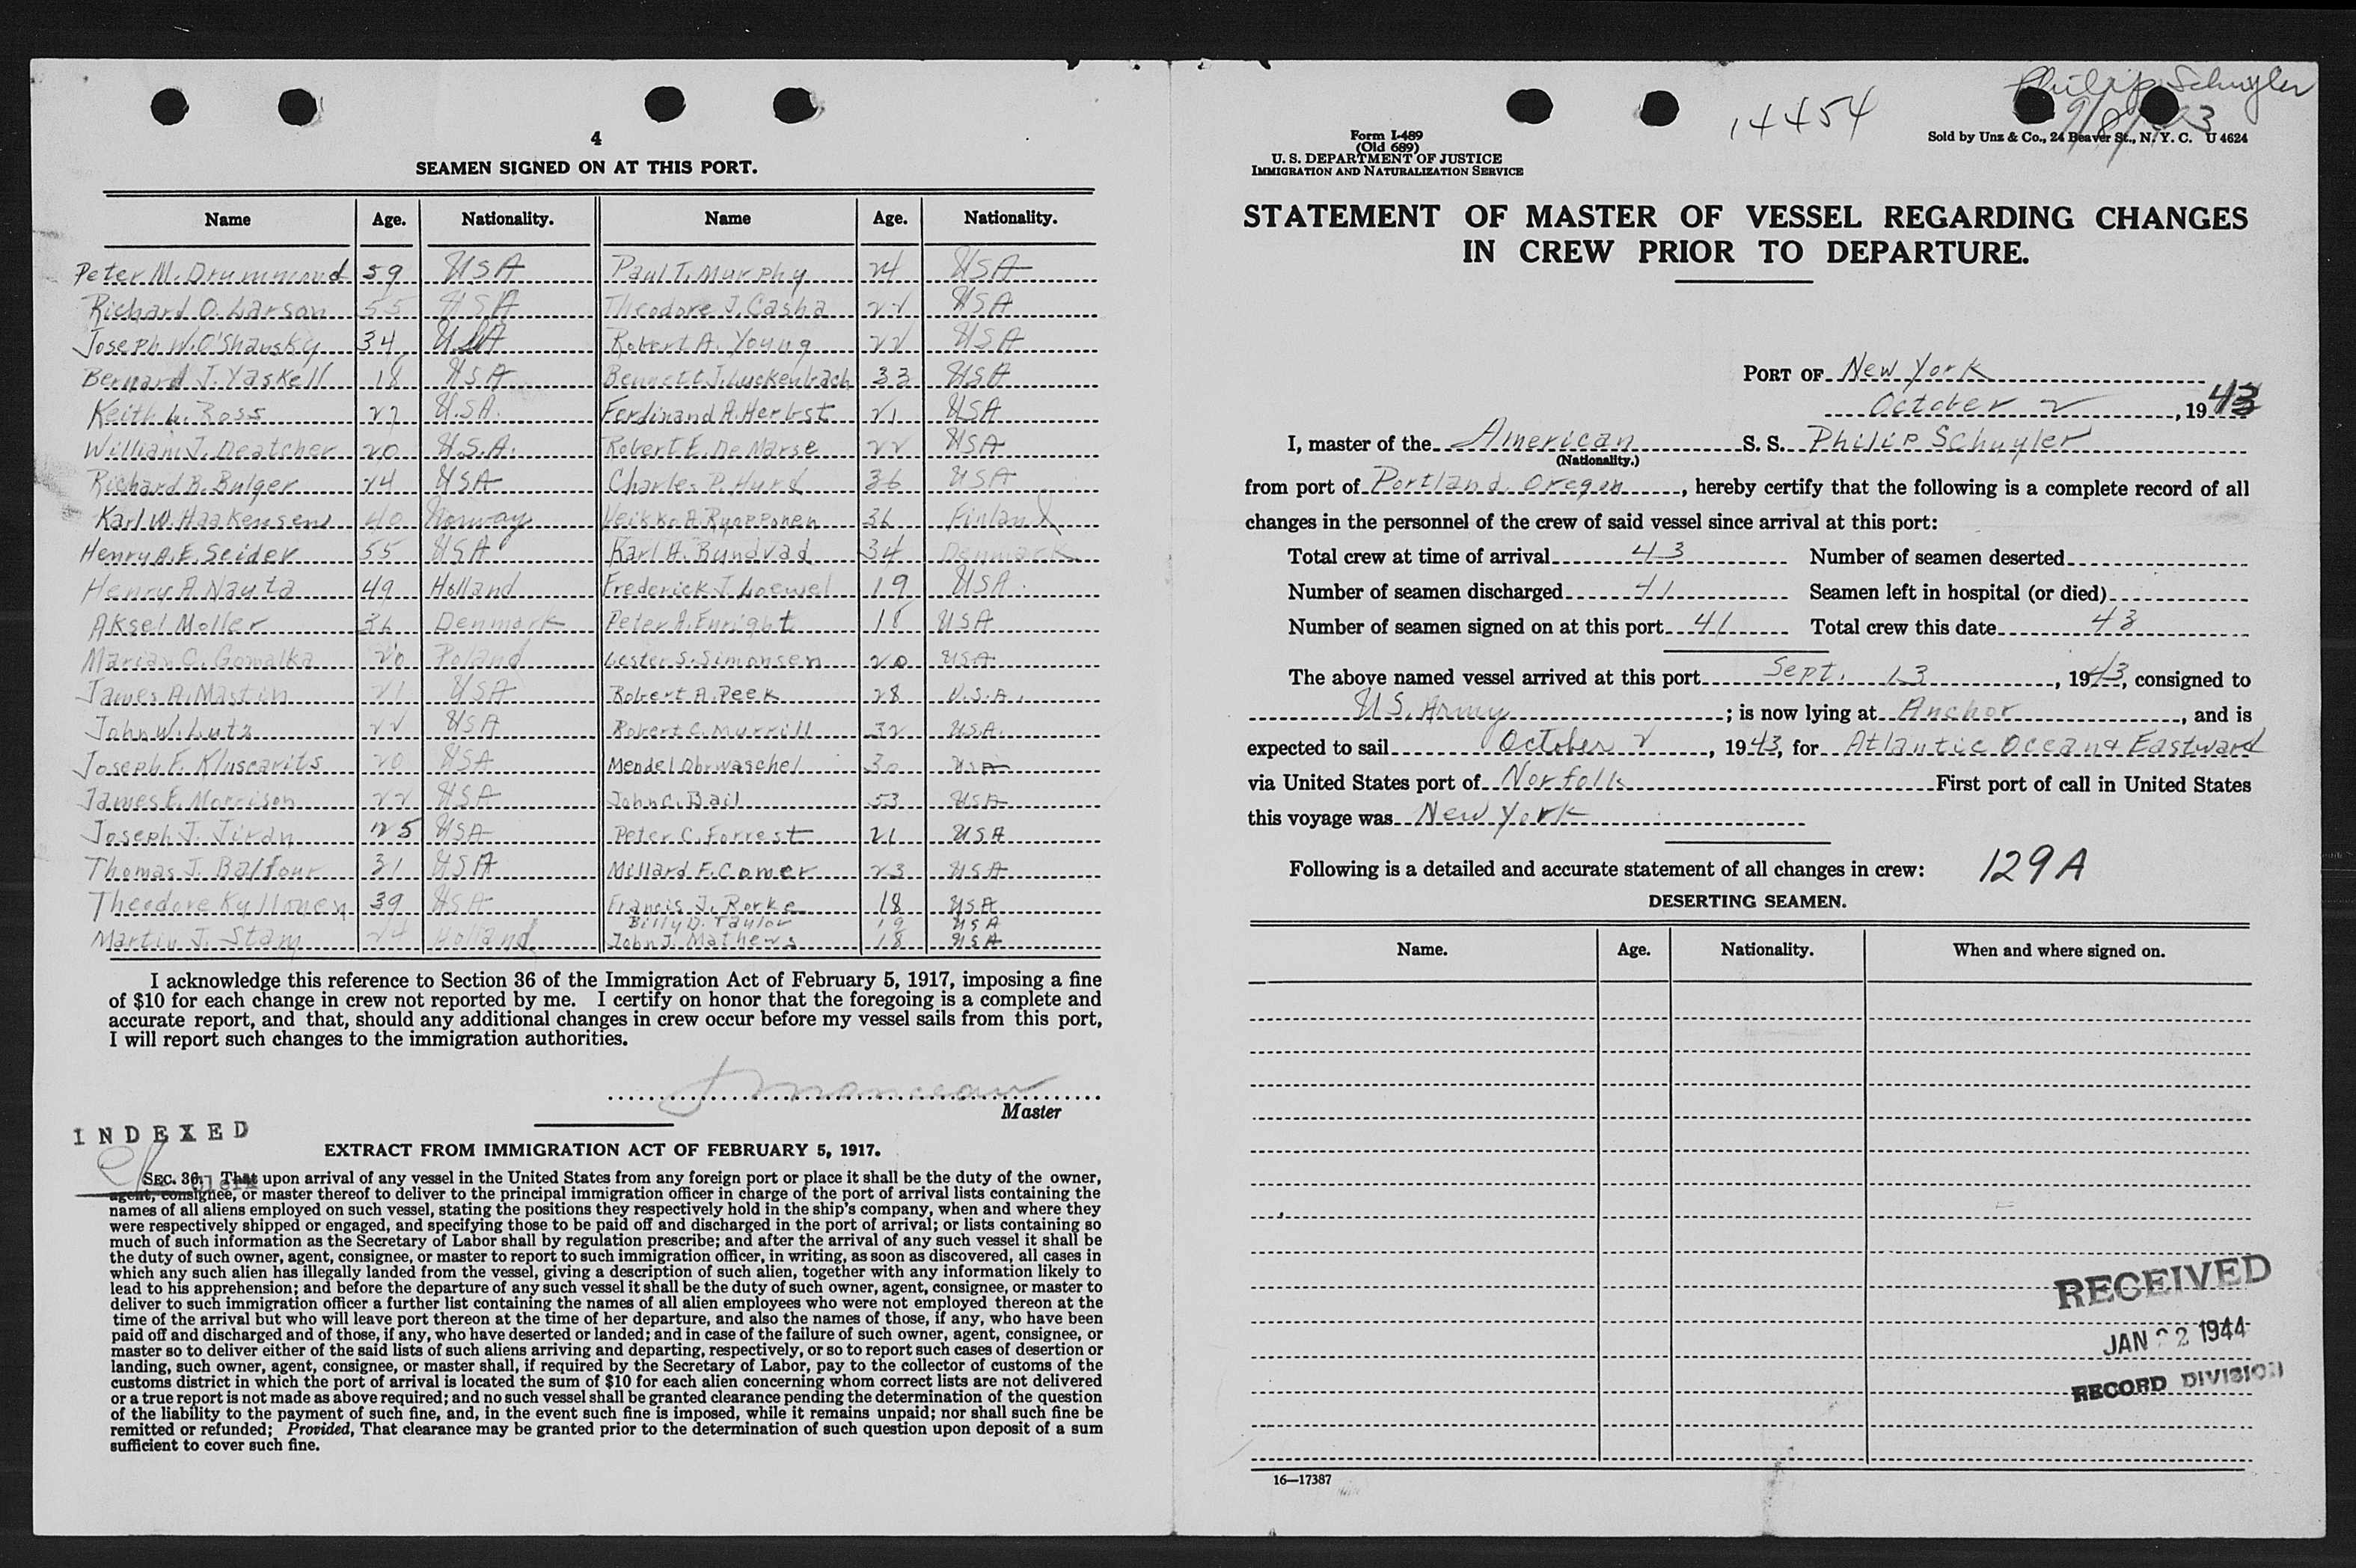 4
SEAMEN SIGNED ON AT THIS PORT.
Name Age. Nationality. Name Age. Nationality.
Peter M. Drummond 59 USA Paul T. Murphy 24 USA
Richard O. Larson 55 USA Theodore J. Casha 22 USA
Joseph W. O'Shansky 34 USA Robert A. Young 22 USA
Bernard J. Yaskell 18 USA Bennett J. Luckenbach 33 USA
Keith L. Ross 27 U.S.A. Ferdinand A. Herbst 21 USA
William J. Deatcher 20 U.S.A. Robert E. De Marse 22 USA
Richard B. Bulger 24 USA Charles P. Hurd 36 USA
Karl W. Haakensen 40 Norway Veikko A. Ryopponen 36 Finland
Henry A. E. Seider 55 USA Karl A. Bundvad 34 Denmark
Henry A Nauta 49 Holland Frederick J. Loewel 19 USA.
Aksel Moller 36 Denmark Peter A. Enright 18 USA
Marian C. Gowalka 20 Poland Lester S. Simonsen 20 USA
James A. Mastin 21 USA Robert A. Peek 28 U.S.A.
John W. Lutz 22 USA Robert C. Murrill 32 U.S.A.
Joseph F. Kluscarits 20 USA Mendel Ohrwaschel 30 USA
James E. Morrison 22 USA John C. Bail 53 USA
Joseph J. Jiran 25 USA Peter C. Forrest 21 USA
Thomas J. Balfour 31 USA Millard F. Comer 23 USA
Theodore Kyllonen 39 USA Francis J. Rorke 18 USA
Billy D. Taylor 19 USA
Martin J. Stam 24 Holland John J. Mathews 18 USA
I acknowledge this reference to Section 36 of the Immigration Act of February 5, 1917, imposing a fine
of $10 for each change in crew not reported by me. I certify on honor that the foregoing is a complete and
accurate report, and that, should any additional changes in crew occur before my vessel sails from this port,
I will report such changes to the immigration authorities.
Master
INDEXED
EXTRACT FROM IMMIGRATION ACT OF FEBRUARY 5, 1917.
SEC. 36. That upon arrival of any vessel in the United States from any foreign port or place it shall be the duty of the owner,
agent, consignee, or master thereof to deliver to the principal immigration officer in charge of the port of arrival lists containing the
names of all aliens employed on such vessel, stating the positions they respectively hold in the ship's company, when and where they
were respectively shipped or engaged, and specifying those to be paid off and discharged in the port of arrival; or lists containing so
much of such information as the Secretary of Labor shall by regulation prescribe; and after the arrival of any such vessel it shall be
the duty of such owner, agent, consignee, or master to report to such immigration officer, in writing, as soon as discovered, all cases in
which any such alien has illegally landed from the vessel, giving a description of such alien, together with any information likely to
lead to his apprehension; and before the departure of any such vessel it shall be the duty of such owner, agent, consignee, or master to
deliver to such immigration officer a further list containing the names of all alien employees who were not employed thereon at the
time of the arrival but who will leave port thereon at the time of her departure, and also the names of those, if any, who have been
paid off and discharged and of those, if any, who have deserted or landed; and in case of the failure of such owner, agent, consignee, or
master so to deliver either of the said lists of such aliens arriving and departing, respectively, or so to report such cases of desertion or
landing, such owner, agent, consignee, or master shall, if required by the Secretary of Labor, pay to the collector of customs of the
customs district in which the port of arrival is located the sum of $10 for each alien concerning whom correct lists are not delivered
or a true report is not made as above required; and no such vessel shall be granted clearance pending the determination of the question
of the liability to the payment of such fine, and, in the event such fine is imposed, while it remains unpaid; nor shall such fine be
remitted or refunded; Provided, That clearance may be granted prior to the determination of such question upon deposit of a sum
sufficient to cover such fine.
Philip Schuyler
14454
Form I-489
(Old 689)
U. S. DEPARTMENT OF JUSTICE
IMMIGRATION AND NATURALIZATION SERVICE
Sold by Unz & Co., 24 Beaver St., N. Y. C. U 4624
STATEMENT OF MASTER OF VESSEL REGARDING CHANGES
IN CREW PRIOR TO DEPARTURE.
PORT OF New York
October 2, 1943
I, master of the American S. S. Philip Schuyler
(Nationality.)
from port of Portland. Oregon, hereby certify that the following is a complete record of all
changes in the personnel of the crew of said vessel since arrival at this port:
Total crew at time of arrival 43 Number of seamen deserted
Number of seamen discharged 41 Seamen left in hospital (or died)
Number of seamen signed on at this port 41 Total crew this date 43
The above named vessel arrived at this port Sept. 13, 1943, consigned to
U.S. Army; is now lying at Anchor, and is
expected to sail October 2, 1943, for Atlantic Ocean & Eastward
via United States port of Norfolk First port of call in United States
this voyage was New York
Following is a detailed and accurate statement of all changes in crew: 129A
DESERTING SEAMEN.
Name. Age. Nationality. When and where signed on.
RECEIVED
JAN 22 1944
RECORD DIVISION
16—17387